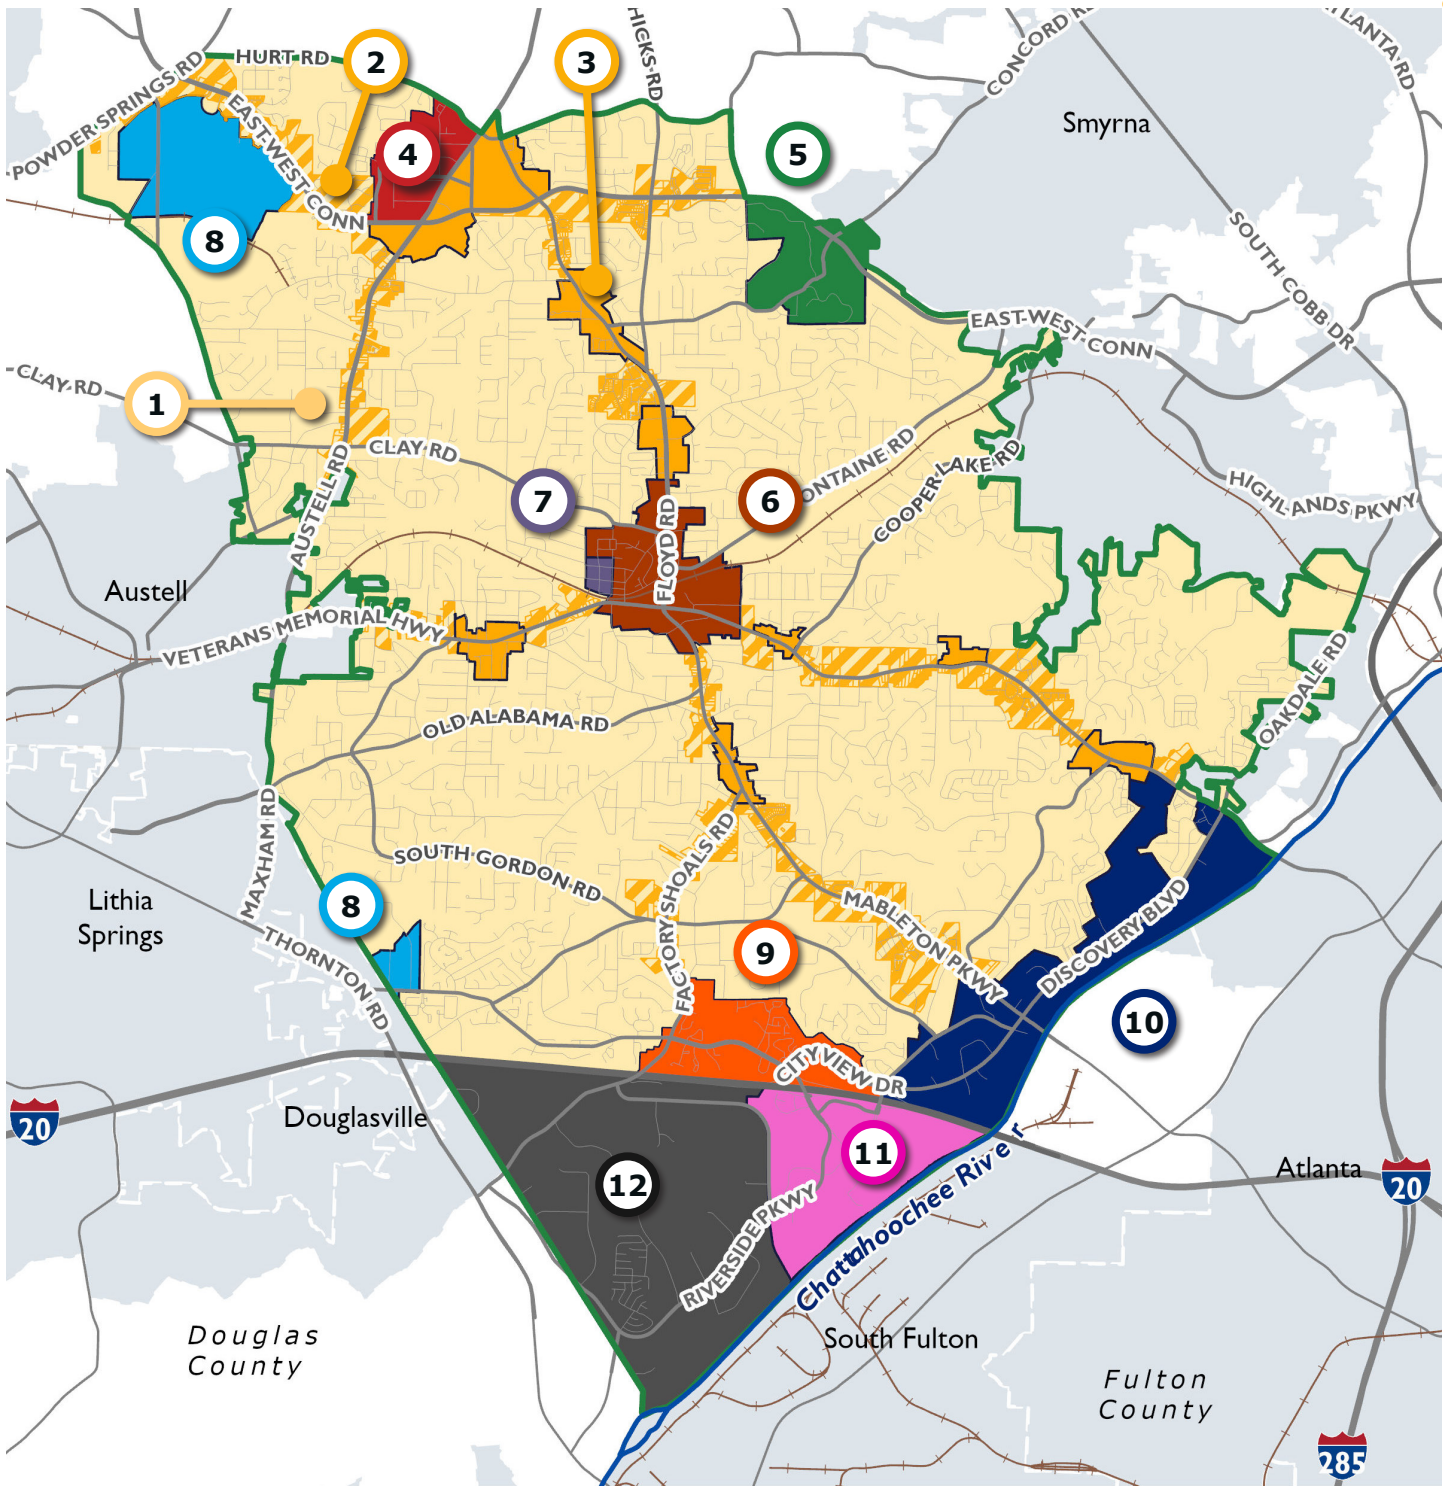 HURT RD
2
3
HICKS RD
CONCORD RD
ATLANTA RD
POWDER SPRINGS RD
EAST-WEST CONN
4
5
Smyrna
8
SOUTH COBB DR
EAST-WEST CONN
CLAY RD
1
CLAY RD
AUSTELL RD
7
6
FLOYD RD
ONTAINE RD
COOPER LAKE RD
HIGHLANDS PKWY
Austell
VETERANS MEMORIAL HWY
OAKDALE RD
OLD ALABAMA RD
MAXHAM RD
SOUTH GORDON RD
FACTORY SHOALS RD
MABLETON PKWY
DISCOVERY BLVD
Lithia
Springs
8
THORNTON RD
9
10
CITYVIEW DR
20
Douglasville
11
12
RIVERSIDE PKWY
Chattahoochee River
Atlanta
20
Douglas
County
South Fulton
Fulton
County
285